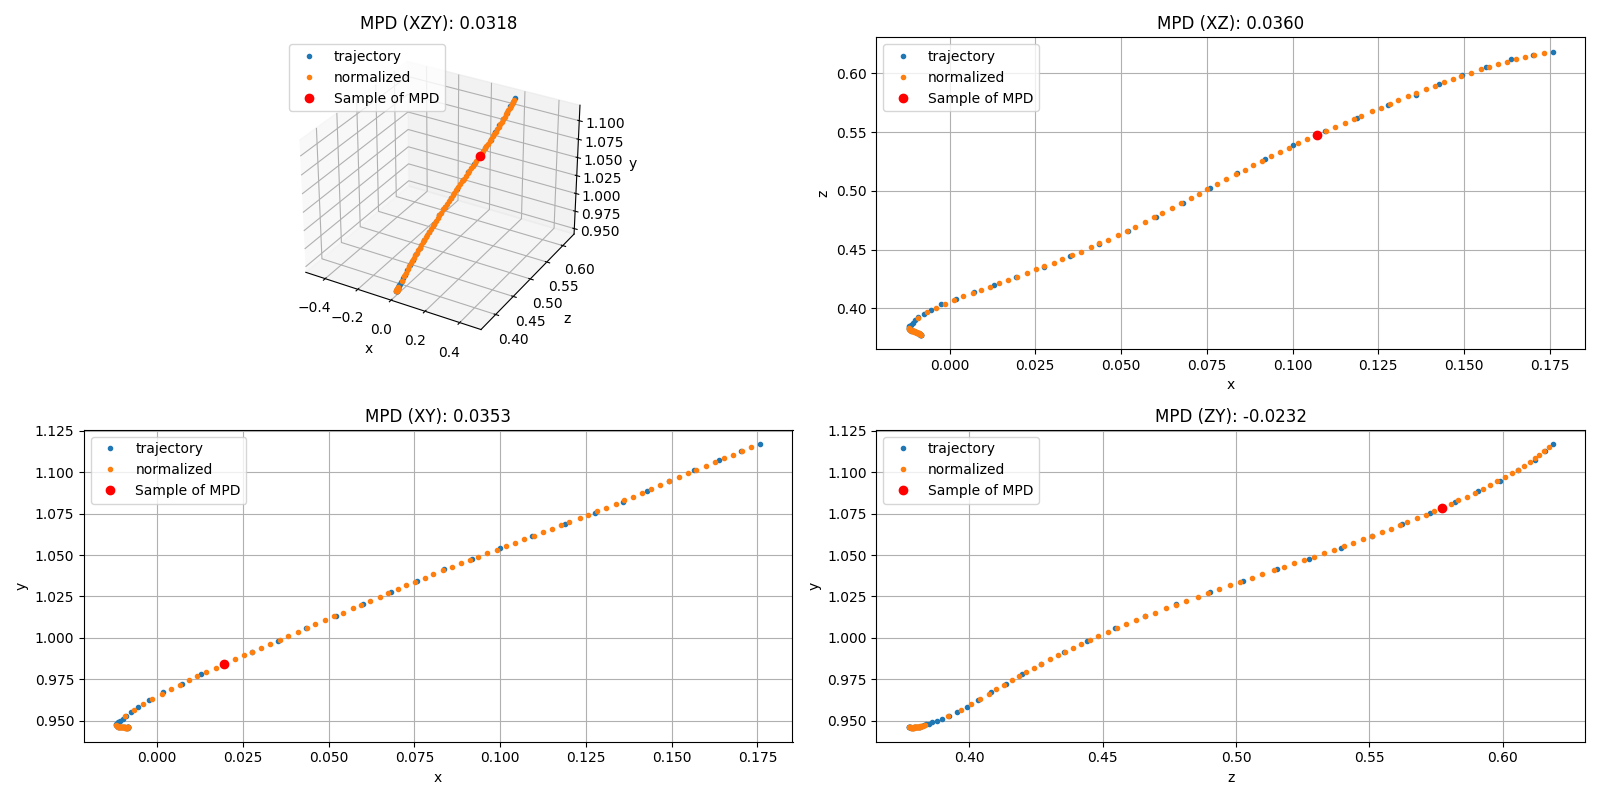 MPD (XZY): 0.0318
trajectory
normalized
Sample of MPD
1.100
1.075
1.050
1.025
1.000
0.975
0.950
y
0.60
0.55
0.50
0.45
0.40
z
−0.4
−0.2
0.0
0.2
0.4
x
MPD (XZ): 0.0360
trajectory
normalized
Sample of MPD
0.60
0.55
0.50
0.45
0.40
z
0.000 0.025 0.050 0.075 0.100 0.125 0.150 0.175
x
MPD (XY): 0.0353
trajectory
normalized
Sample of MPD
1.125
1.100
1.075
1.050
1.025
1.000
0.975
0.950
y
0.000 0.025 0.050 0.075 0.100 0.125 0.150 0.175
x
MPD (ZY): -0.0232
trajectory
normalized
Sample of MPD
1.125
1.100
1.075
1.050
1.025
1.000
0.975
0.950
y
0.40 0.45 0.50 0.55 0.60
z